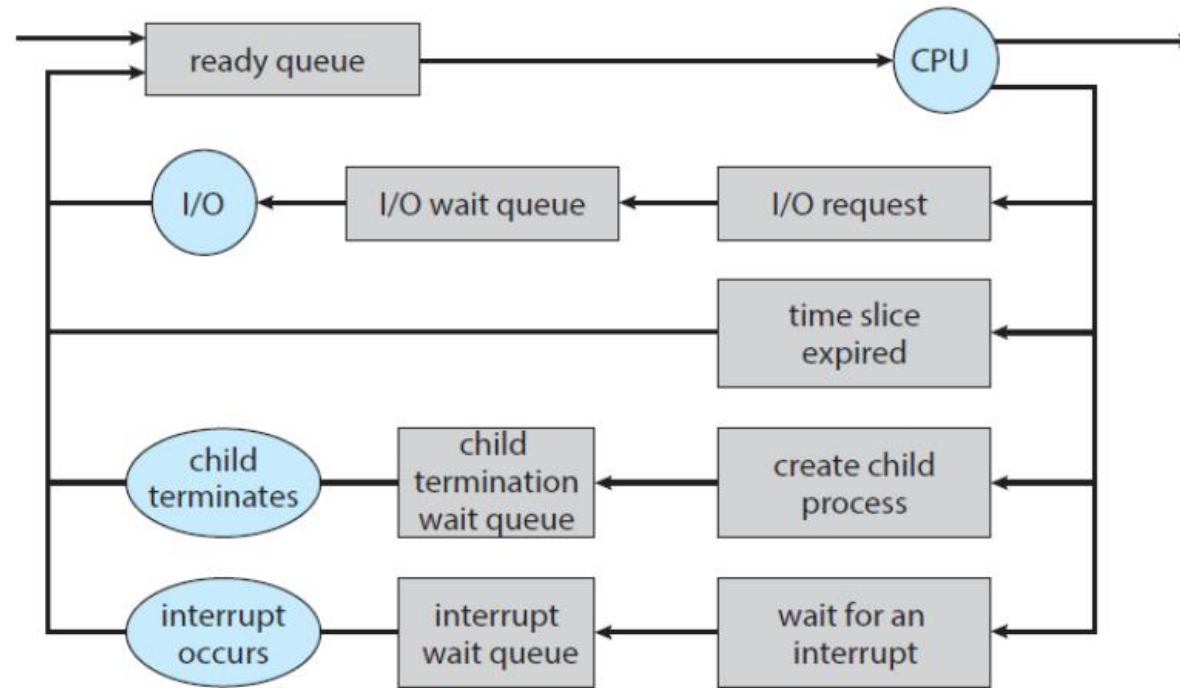 ready queue
CPU
I/O
I/O wait queue
I/O request
time slice
expired
child
terminates
child
termination
wait queue
create child
process
interrupt
occurs
interrupt
wait queue
wait for an
interrupt